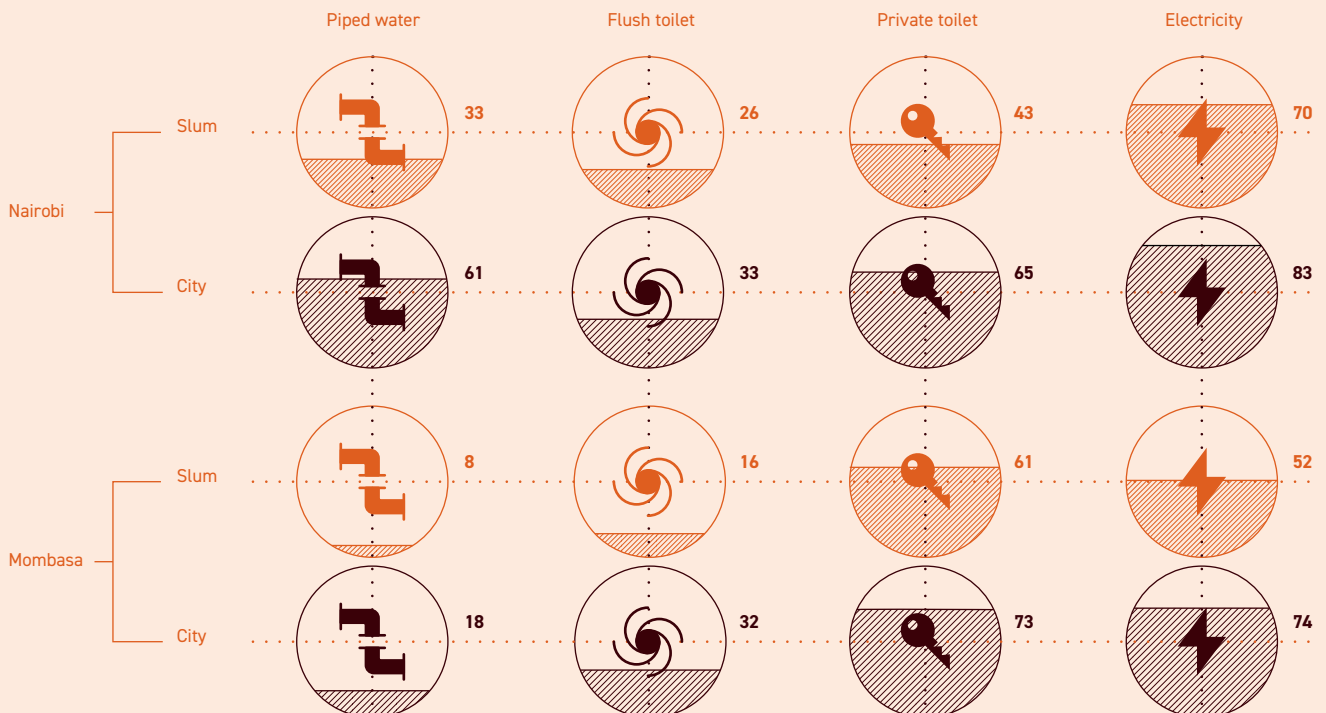 Piped water Flush toilet Private toilet Electricity
Slum 33 26 43 70
Nairobi
City 61 33 65 83
Slum 8 16 61 52
Mombasa
City 18 32 73 74